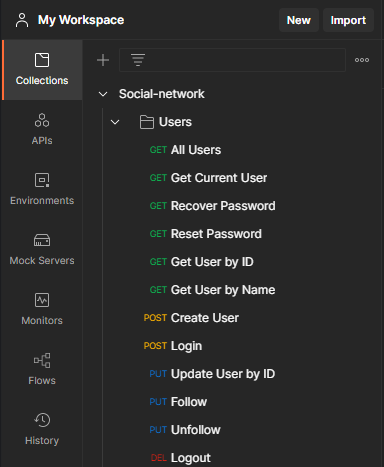 My Workspace New Import
Collections
APIs
Environments
Mock Servers
Monitors
Flows
History
Social-network
Users
GET All Users
GET Get Current User
GET Recover Password
GET Reset Password
GET Get User by ID
GET Get User by Name
POST Create User
POST Login
PUT Update User by ID
PUT Follow
PUT Unfollow
DEL Logout